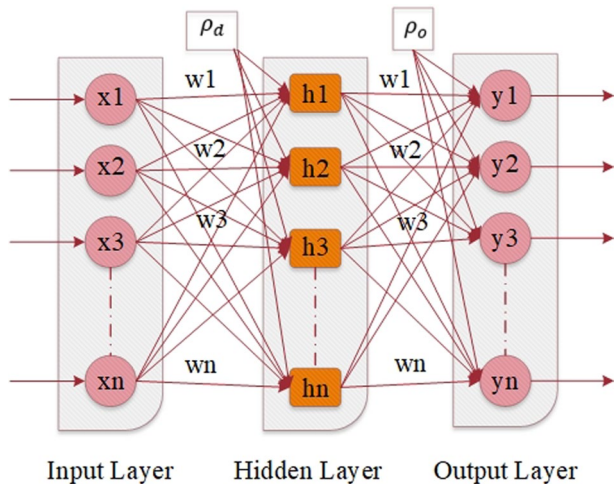 ρd ρo
w1 w1
x1 h1 y1
w2 w2
x2 h2 y2
w3 w3
x3 h3 y3
wn wn
xn hn yn
Input Layer Hidden Layer Output Layer